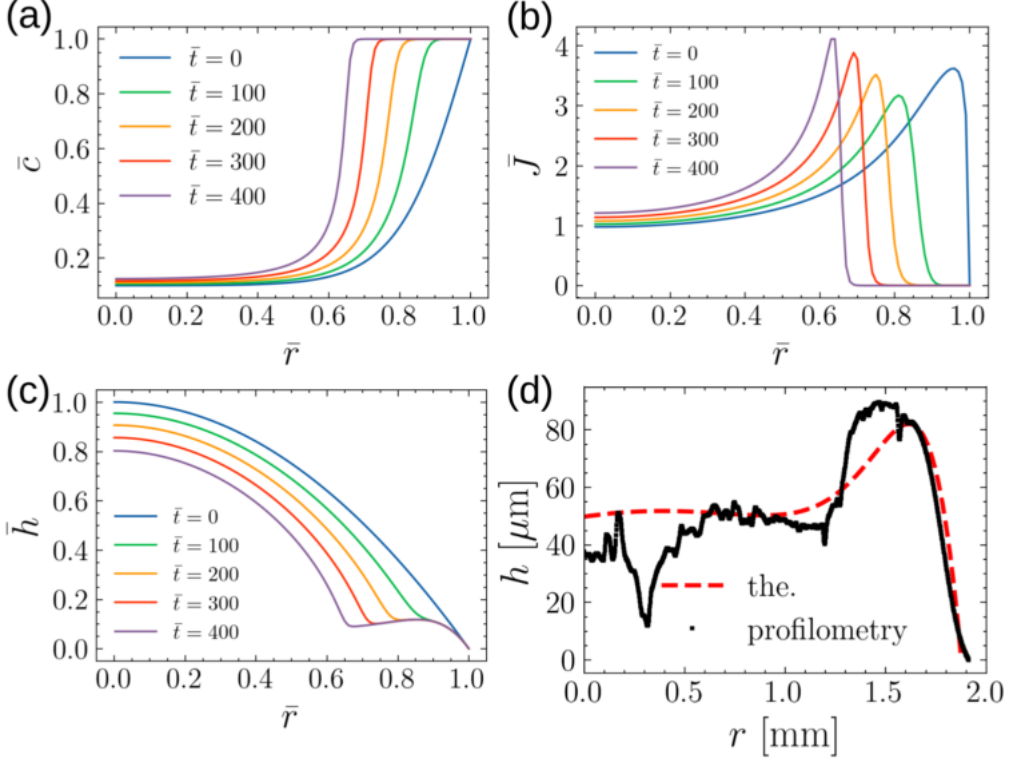 (a)
1.0
0.8
0.6
0.4
0.2
c̄
t̄ = 0
t̄ = 100
t̄ = 200
t̄ = 300
t̄ = 400
0.0 0.2 0.4 0.6 0.8 1.0
r̄
(b)
4
3
2
1
0
J̄
t̄ = 0
t̄ = 100
t̄ = 200
t̄ = 300
t̄ = 400
0.0 0.2 0.4 0.6 0.8 1.0
r̄
(c)
1.0
0.8
0.6
0.4
0.2
0.0
h̄
t̄ = 0
t̄ = 100
t̄ = 200
t̄ = 300
t̄ = 400
0.0 0.2 0.4 0.6 0.8 1.0
r̄
(d)
80
60
40
20
0
h [μm]
the.
profilometry
0.0 0.5 1.0 1.5 2.0
r [mm]